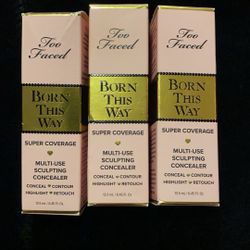 Too
Faced
BORN
THIS
WAY
SUPER COVERAGE
MULTI-USE
SCULPTING
CONCEALER
CONCEAL • CONTOUR
HIGHLIGHT • RETOUCH
Too
Faced
BORN
THIS
WAY
SUPER COVERAGE
MULTI-USE
SCULPTING
CONCEALER
CONCEAL • CONTOUR
HIGHLIGHT • RETOUCH
Too
Faced
BORN
THIS
WAY
SUPER COVERAGE
MULTI-USE
SCULPTING
CONCEALER
CONCEAL • CONTOUR
HIGHLIGHT • RETOUCH